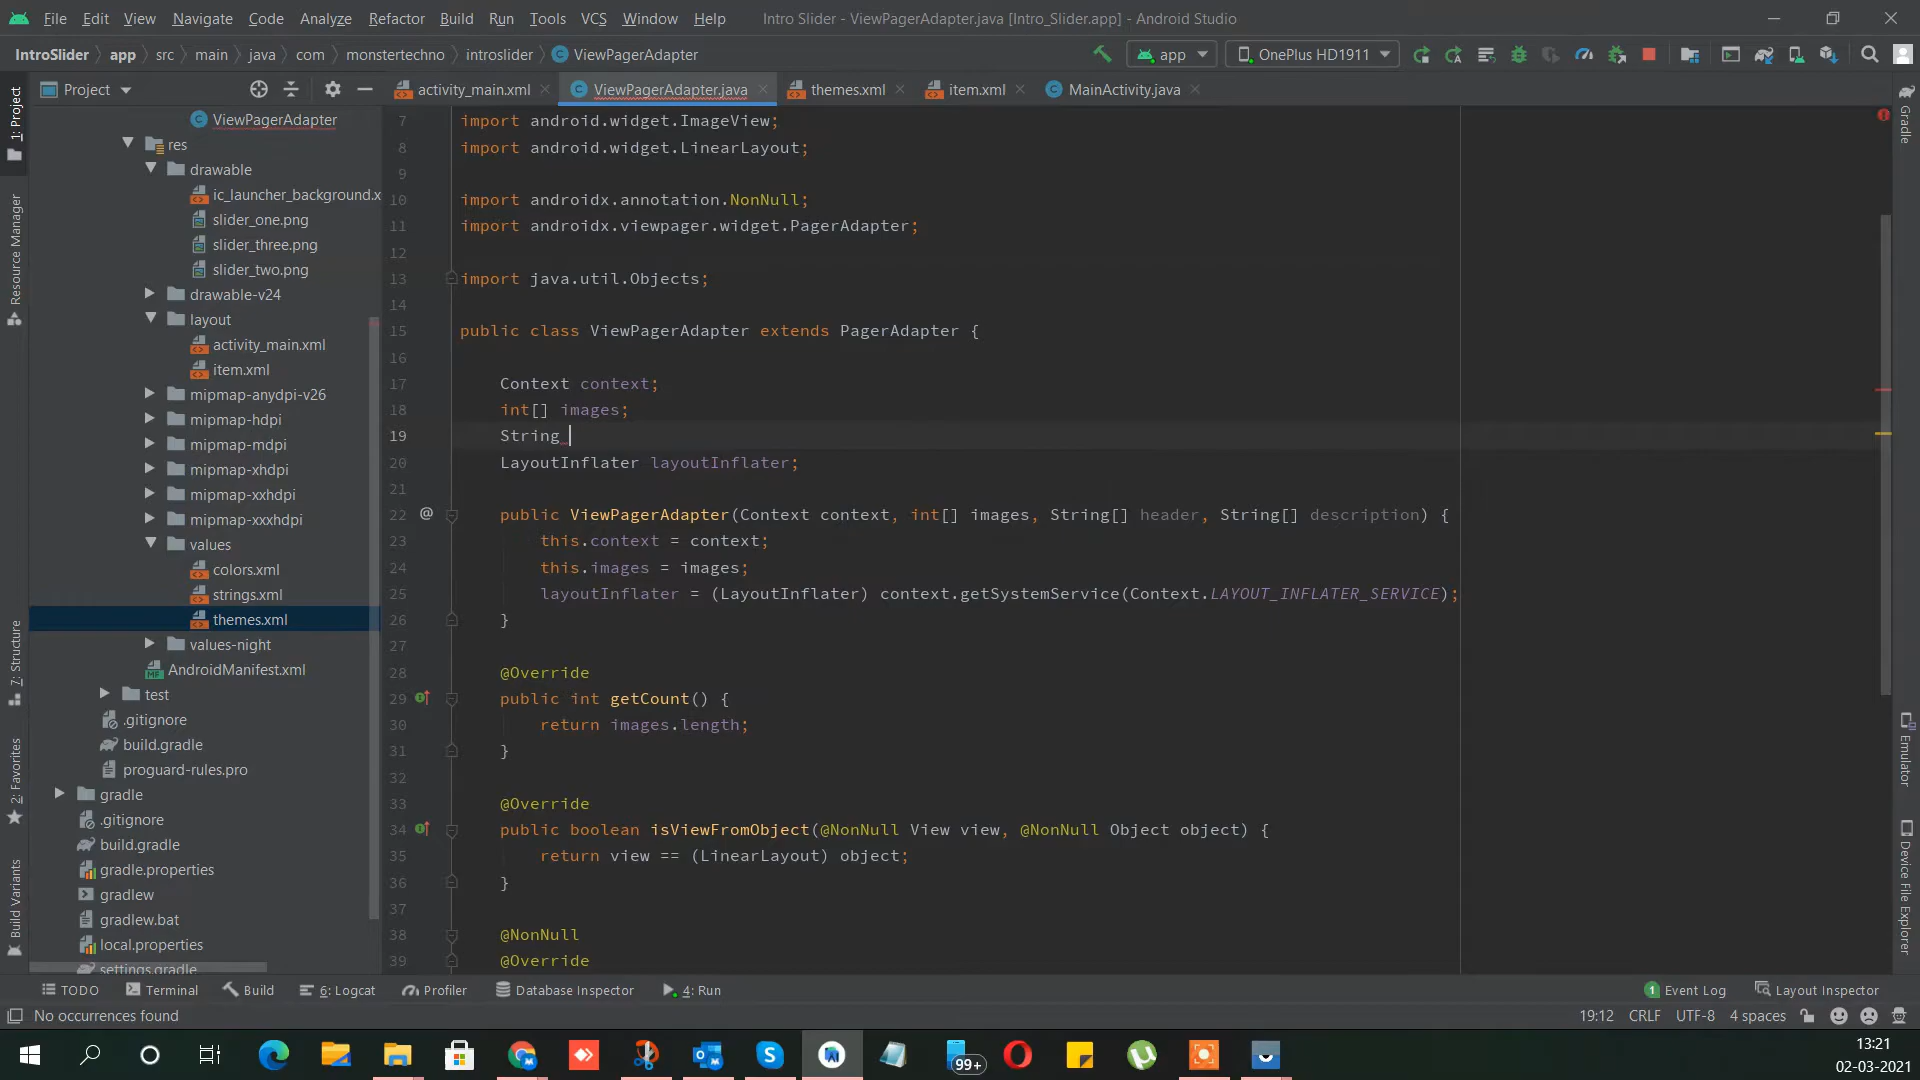 File Edit View Navigate Code Analyze Refactor Build Run Tools VCS Window Help Intro Slider - ViewPagerAdapter.java [Intro_Slider.app] - Android Studio
IntroSlider app src main java com monstertechno introslider ViewPagerAdapter app OnePlus HD1911
Project activity_main.xml ViewPagerAdapter.java themes.xml item.xml MainActivity.java
1: Project
Resource Manager
7: Structure
2: Favorites
Build Variants
ViewPagerAdapter
res
drawable
ic_launcher_background.x
slider_one.png
slider_three.png
slider_two.png
drawable-v24
layout
activity_main.xml
item.xml
mipmap-anydpi-v26
mipmap-hdpi
mipmap-mdpi
mipmap-xhdpi
mipmap-xxhdpi
mipmap-xxxhdpi
values
colors.xml
strings.xml
themes.xml
values-night
AndroidManifest.xml
test
.gitignore
build.gradle
proguard-rules.pro
gradle
.gitignore
build.gradle
gradle.properties
gradlew
gradlew.bat
local.properties
settings.gradle
7 import android.widget.ImageView;
8 import android.widget.LinearLayout;
9
10 import androidx.annotation.NonNull;
11 import androidx.viewpager.widget.PagerAdapter;
12
13 import java.util.Objects;
14
15 public class ViewPagerAdapter extends PagerAdapter {
16
17 Context context;
18 int[] images;
19 String
20 LayoutInflater layoutInflater;
21
22 @ public ViewPagerAdapter(Context context, int[] images, String[] header, String[] description) {
23 this.context = context;
24 this.images = images;
25 layoutInflater = (LayoutInflater) context.getSystemService(Context.LAYOUT_INFLATER_SERVICE);
26 }
27
28 @Override
29 public int getCount() {
30 return images.length;
31 }
32
33 @Override
34 public boolean isViewFromObject(@NonNull View view, @NonNull Object object) {
35 return view == (LinearLayout) object;
36 }
37
38 @NonNull
39 @Override
Gradle
Emulator
Device File Explorer
TODO Terminal Build 6: Logcat Profiler Database Inspector 4: Run 1 Event Log Layout Inspector
No occurrences found 19:12 CRLF UTF-8 4 spaces
99+
13:21
02-03-2021